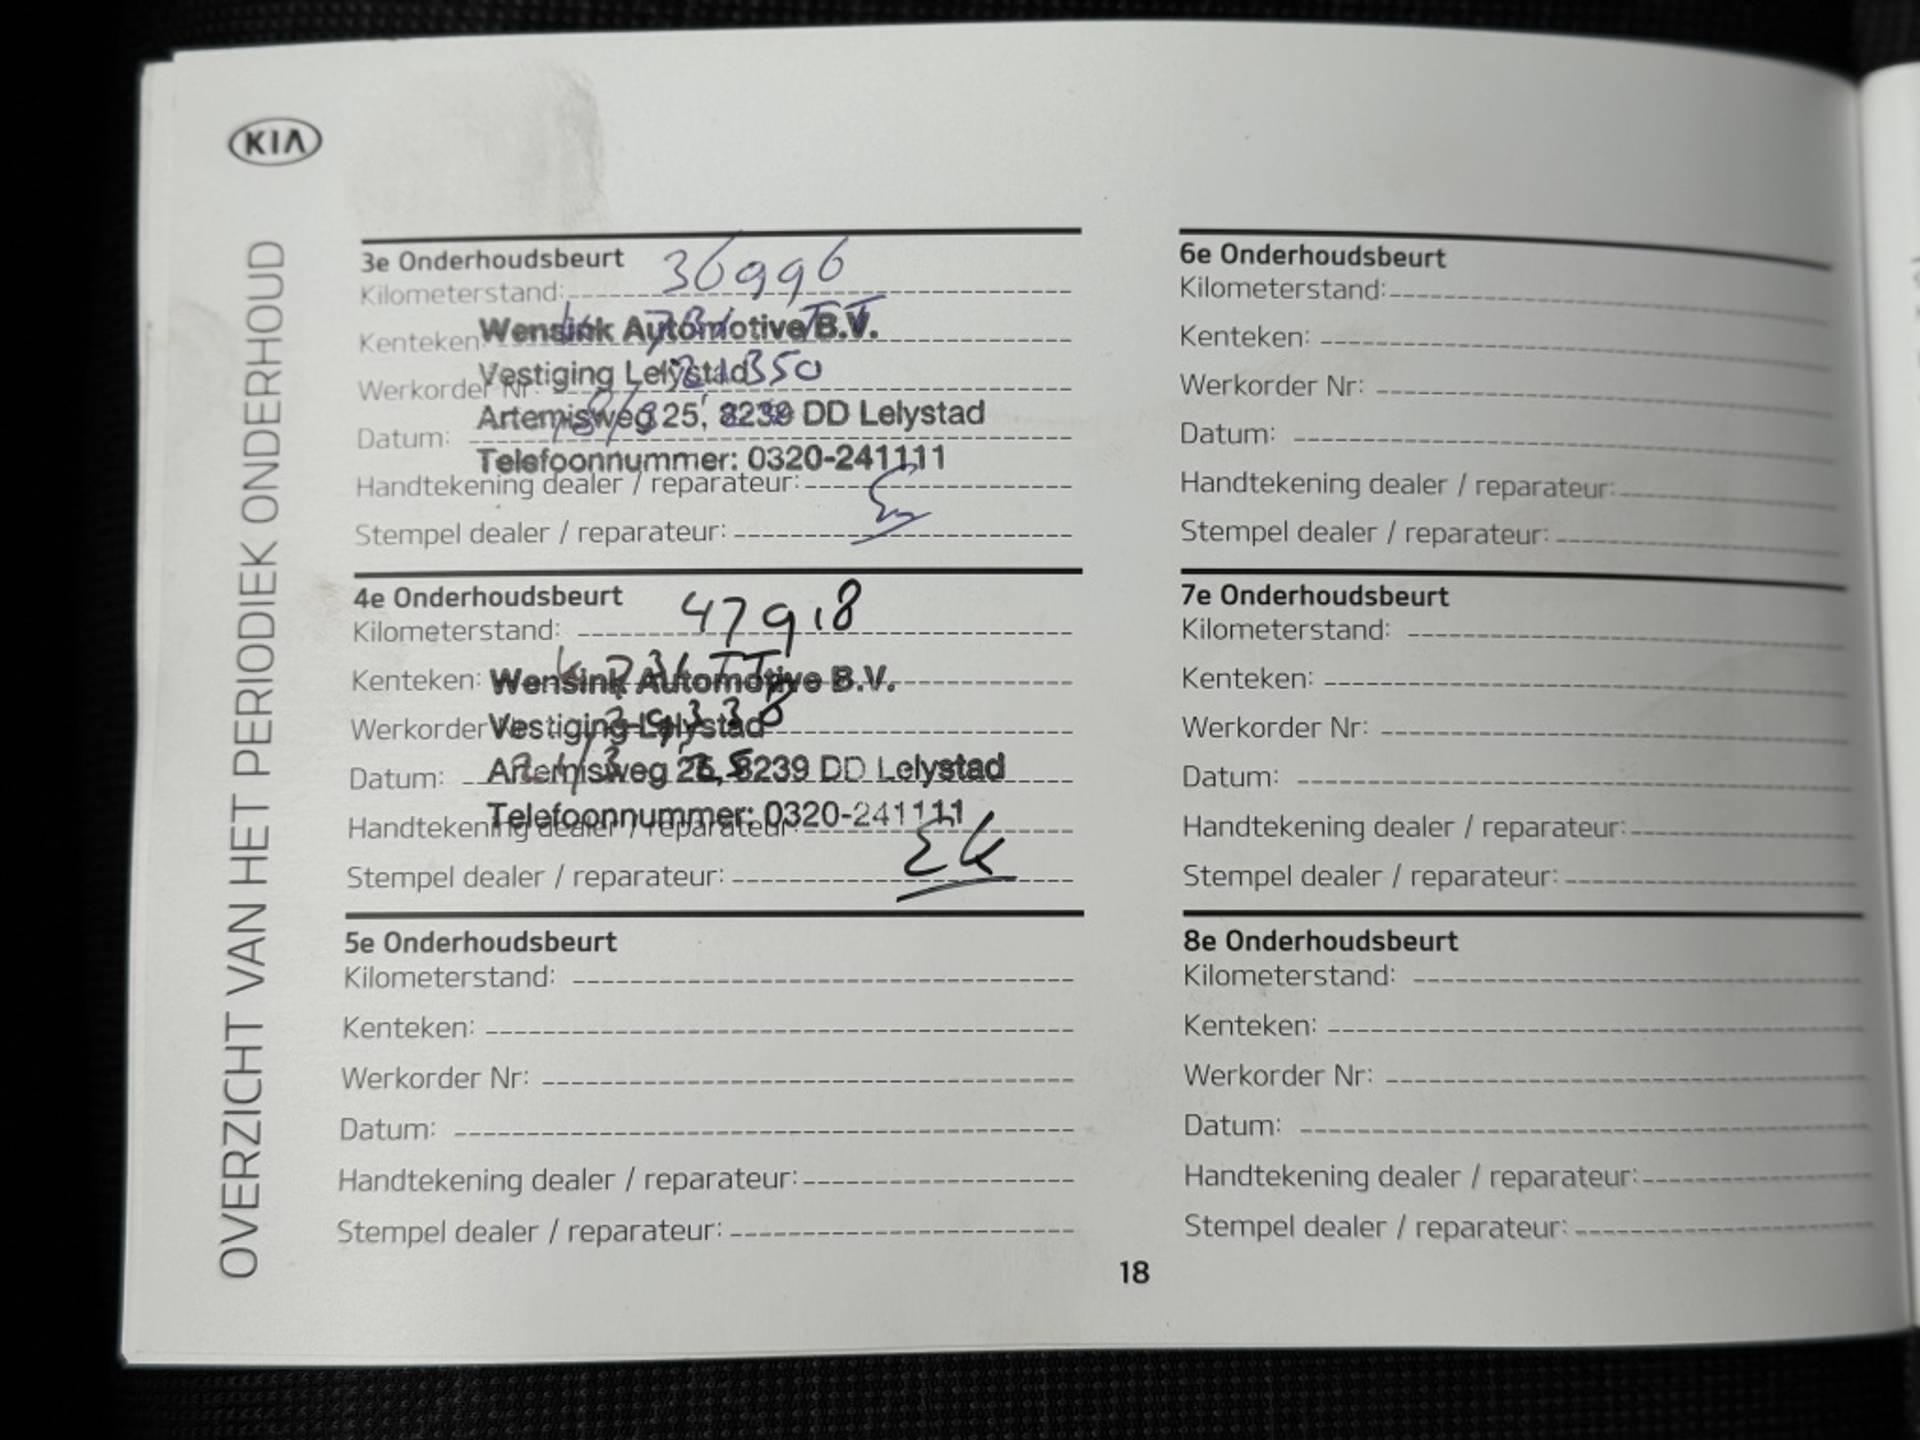 KIA
OVERZICHT VAN HET PERIODIEK ONDERHOUD
3e Onderhoudsbeurt
Kilometerstand: 36996
Kenteken
Wensink Automotive B.V.
Werkorder Nr: 350
Vestiging Lelystad
Datum:
Artemisweg 25, 8239 DD Lelystad
Telefoonnummer: 0320-241111
Handtekening dealer / reparateur:
Stempel dealer / reparateur:
4e Onderhoudsbeurt
Kilometerstand: 47918
Kenteken:
Wensink Automotive B.V.
Werkorder
Vestiging Lelystad
Datum:
Artemisweg 25, 8239 DD Lelystad
Telefoonnummer: 0320-241111
Handtekening dealer / reparateur:
Stempel dealer / reparateur:
5e Onderhoudsbeurt
Kilometerstand:
Kenteken:
Werkorder Nr:
Datum:
Handtekening dealer / reparateur:
Stempel dealer / reparateur:
6e Onderhoudsbeurt
Kilometerstand:
Kenteken:
Werkorder Nr:
Datum:
Handtekening dealer / reparateur:
Stempel dealer / reparateur:
7e Onderhoudsbeurt
Kilometerstand:
Kenteken:
Werkorder Nr:
Datum:
Handtekening dealer / reparateur:
Stempel dealer / reparateur:
8e Onderhoudsbeurt
Kilometerstand:
Kenteken:
Werkorder Nr:
Datum:
Handtekening dealer / reparateur:
Stempel dealer / reparateur:
18